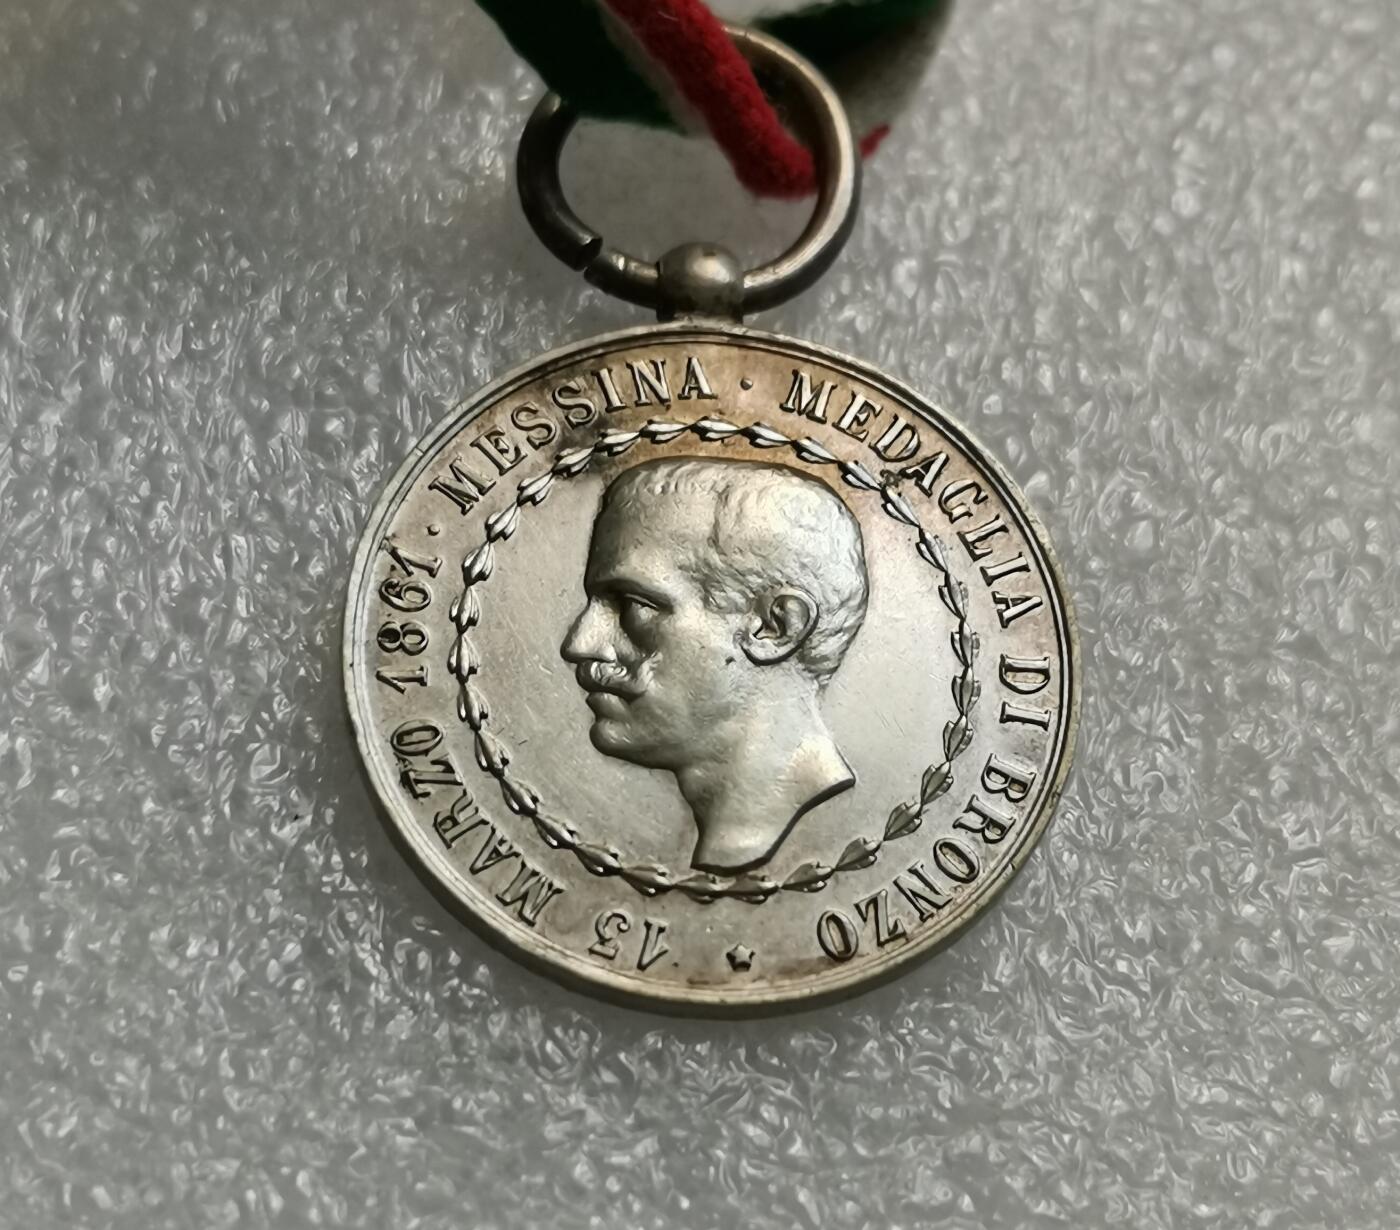 13 MARZO 1861 · MESSINA · MEDAGLIA DI BRONZO